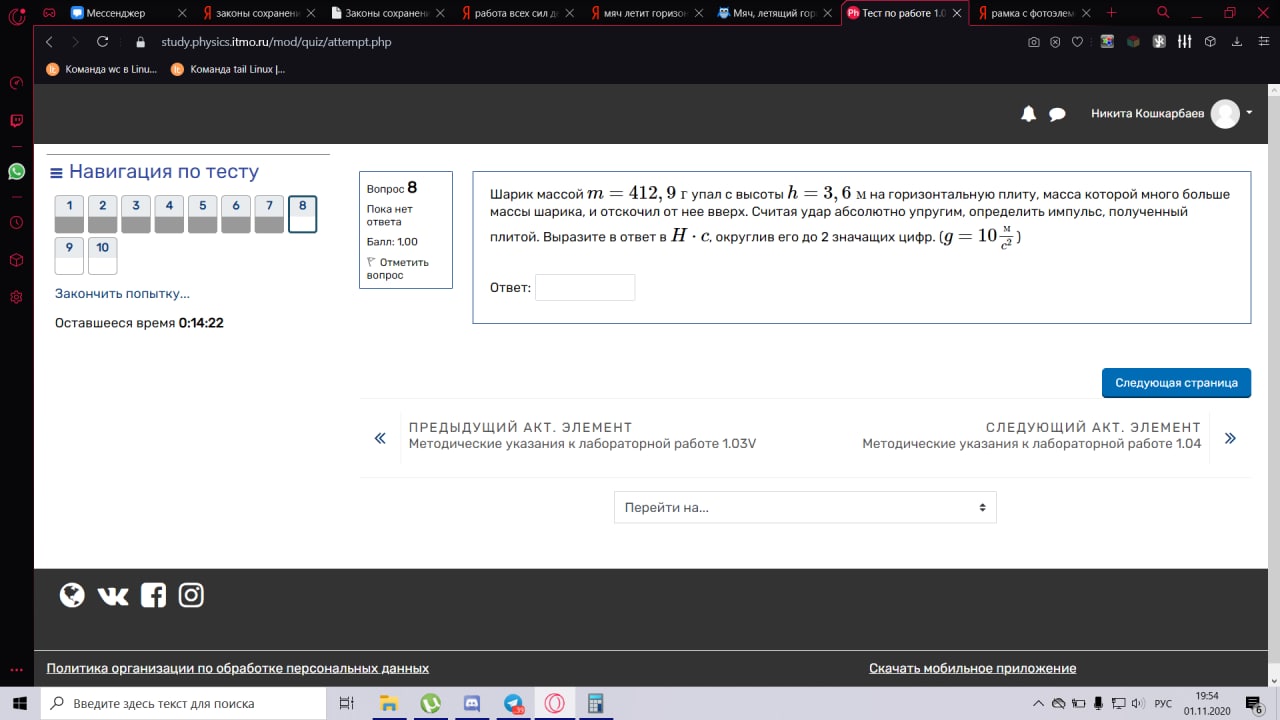 Мессенджер
законы сохранени
Законы сохранен
работа всех сил д
мяч летит горизон
Мяч, летящий гор
Тест по работе 1.0
рамка с фотоэлем
study.physics.itmo.ru/mod/quiz/attempt.php
Команда wc в Linu...
Команда tail Linux |...
Никита Кошкарбаев
Навигация по тесту
1 2 3 4 5 6 7 8
9 10
Закончить попытку...
Оставшееся время 0:14:22
Вопрос 8
Пока нет
ответа
Балл: 1,00
Отметить
вопрос
Шарик массой m = 412, 9 г упал с высоты h = 3, 6 м на горизонтальную плиту, масса которой много больше
массы шарика, и отскочил от нее вверх. Считая удар абсолютно упругим, определить импульс, полученный
плитой. Выразите в ответ в H · c, округлив его до 2 значащих цифр. (g = 10 м/c² )
Ответ:
Следующая страница
ПРЕДЫДУЩИЙ АКТ. ЭЛЕМЕНТ
Методические указания к лабораторной работе 1.03V
СЛЕДУЮЩИЙ АКТ. ЭЛЕМЕНТ
Методические указания к лабораторной работе 1.04
Перейти на...
Политика организации по обработке персональных данных
Скачать мобильное приложение
Введите здесь текст для поиска
РУС
19:54
01.11.2020
6